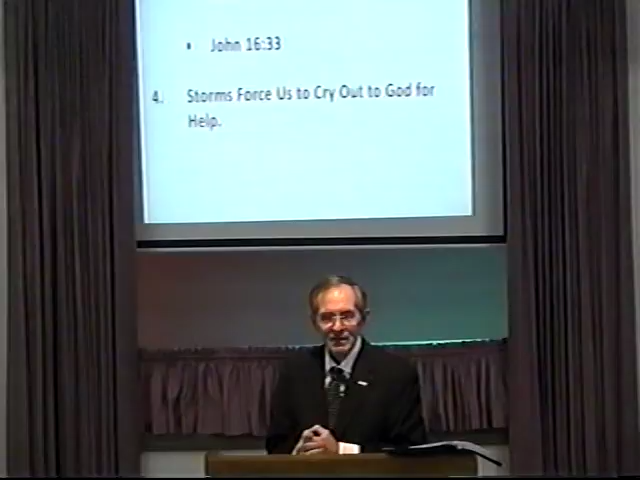 • John 16:33
4. Storms Force Us to Cry Out to God for
Help.